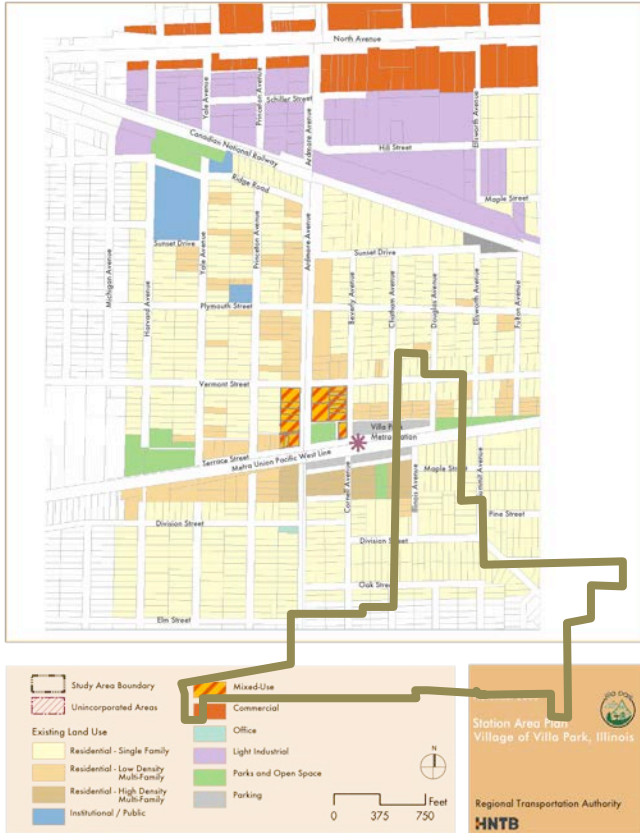 North Avenue
Yale Avenue
Princeton Avenue
Schiller Street
Ardmore Avenue
Ellsworth Avenue
Canadian National Railway
Hill Street
Ridge Road
Maple Street
Sunset Drive
Sunset Drive
Michigan Avenue
Harvard Avenue
Yale Avenue
Princeton Avenue
Ardmore Avenue
Beverly Avenue
Chatham Avenue
Douglas Avenue
Ellsworth Avenue
Fulton Avenue
Plymouth Street
Vermont Street
Villa Park
Metra Station
Terrace Street
Metra Union Pacific West Line
Maple Street
Cornell Avenue
Illinois Avenue
Summit Avenue
Pine Street
Division Street
Division Street
Oak Street
Elm Street
Study Area Boundary
Unincorporated Areas
Existing Land Use
Residential - Single Family
Residential - Low Density
Multi-Family
Residential - High Density
Multi-Family
Institutional / Public
Mixed-Use
Commercial
Office
Light Industrial
Parks and Open Space
Parking
N
Feet
0 375 750
Station Area Plan
Village of Villa Park, Illinois
Regional Transportation Authority
HNTB